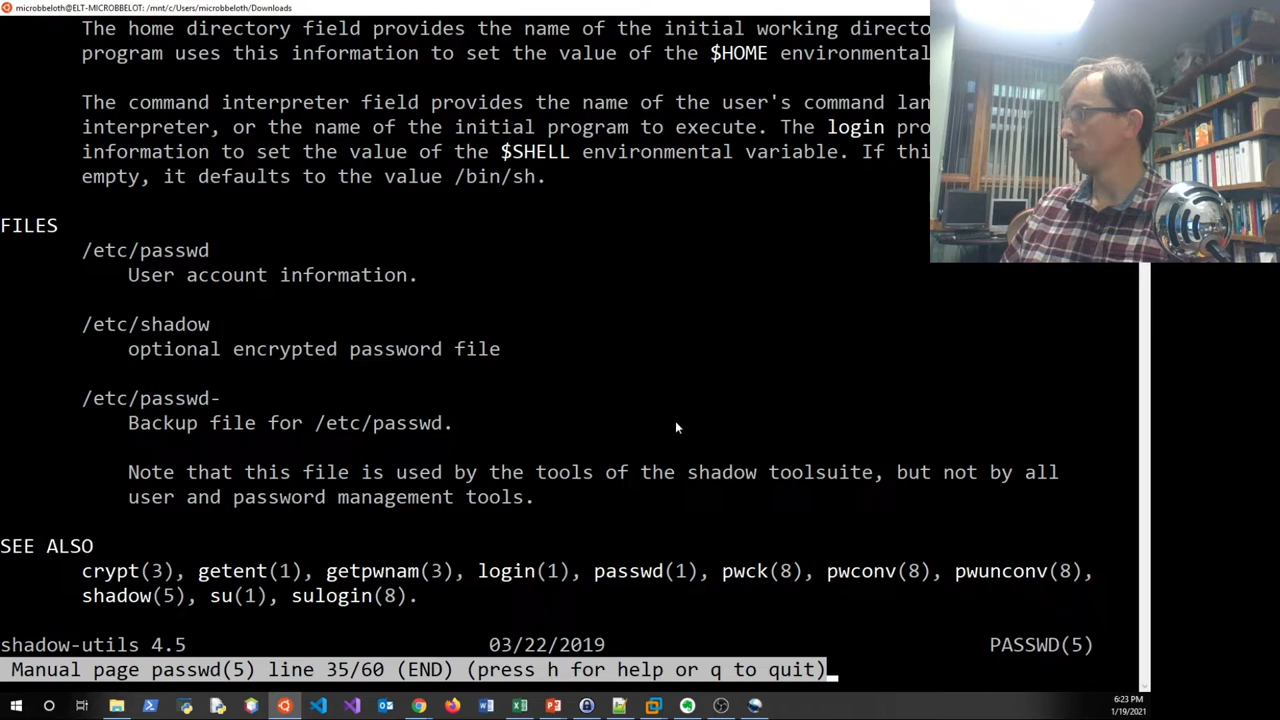 microbbeloth@ELT-MICROBBELOT: /mnt/c/Users/microbbeloth/Downloads
The home directory field provides the name of the initial working directo
program uses this information to set the value of the $HOME environmental
The command interpreter field provides the name of the user's command lan
interpreter, or the name of the initial program to execute. The login pro
information to set the value of the $SHELL environmental variable. If thi
empty, it defaults to the value /bin/sh.
FILES
/etc/passwd
User account information.
/etc/shadow
optional encrypted password file
/etc/passwd-
Backup file for /etc/passwd.
Note that this file is used by the tools of the shadow toolsuite, but not by all
user and password management tools.
SEE ALSO
crypt(3), getent(1), getpwnam(3), login(1), passwd(1), pwck(8), pwconv(8), pwunconv(8),
shadow(5), su(1), sulogin(8).
shadow-utils 4.5 03/22/2019 PASSWD(5)
Manual page passwd(5) line 35/60 (END) (press h for help or q to quit)
6:23 PM
1/19/2021